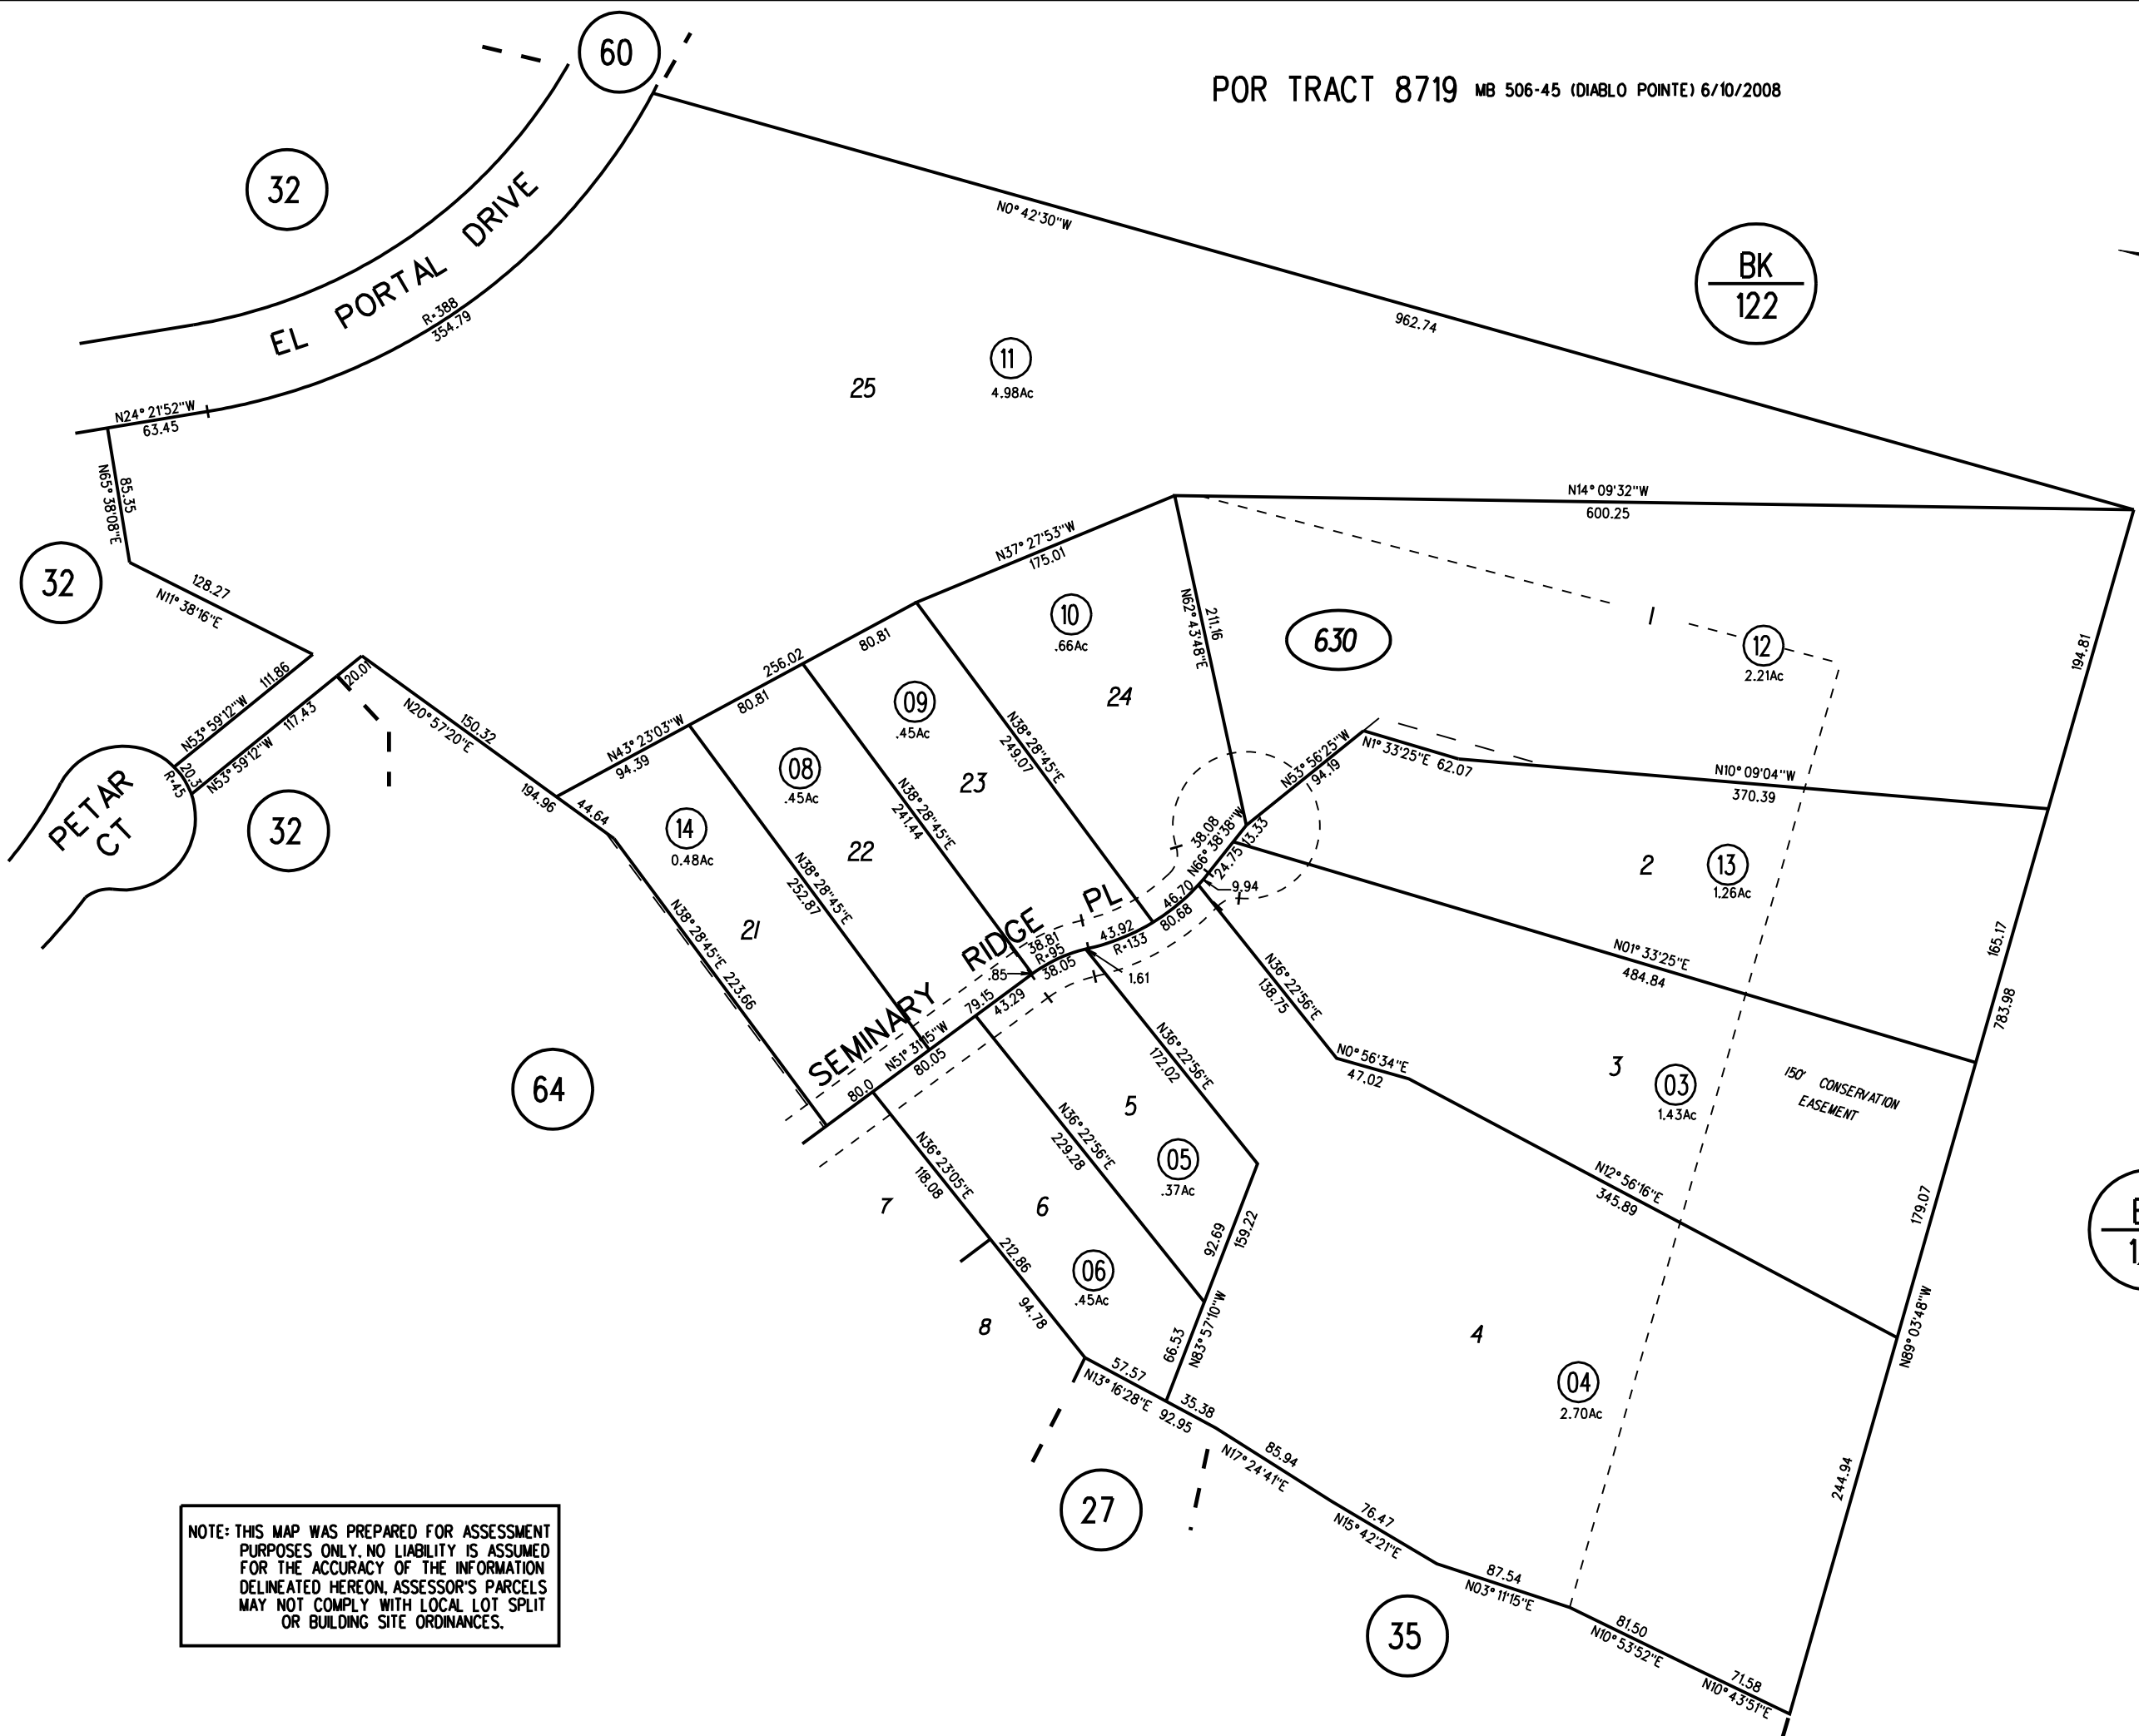 60
POR TRACT 8719 MB 506-45 (DIABLO POINTE) 6/10/2008
32
EL PORTAL DRIVE
R=388
354.79
N0°42'30"W
962.74
BK
122
11
4.98Ac
25
N24°21'52"W
63.45
N65°38'08"E
85.35
32
128.27
N11°38'16"E
N53°59'12"W 111.86
N53°59'12"W 117.43
20.01
R=45
PETAR
CT
32
150.32
N20°57'20"E
194.96
44.64
N43°23'03"W
94.39
256.02
80.81
80.81
N37°27'53"W
175.01
N14°09'32"W
600.25
10
.66Ac
24
N62°43'48"E
211.16
630
12
2.21Ac
194.81
09
.45Ac
23
N38°28'45"E
249.07
08
.45Ac
22
N38°28'45"E
241.44
14
0.48Ac
21
N38°28'45"E
252.87
N38°28'45"E 223.66
N53°56'25"W
94.19
N1°33'25"E 62.07
N10°09'04"W
370.39
2
13
1.26Ac
38.08
N66°38'38"W
13.33
24.75
9.94
46.70
80.68
43.92
R=133
1.61
38.81
R=95
38.05
.85
SEMINARY RIDGE PL
79.15
43.29
N51°31'15"W
80.05
80.0
N01°33'25"E
484.84
165.17
783.98
N36°22'56"E
138.75
N0°56'34"E
47.02
3
03
1.43Ac
150' CONSERVATION
EASEMENT
64
N36°22'56"E
172.02
5
05
.37Ac
N36°22'56"E
229.28
N36°23'05"E
118.08
7
6
06
.45Ac
212.86
94.78
8
92.69
159.22
66.53
N83°57'10"W
N12°56'16"E
345.89
179.07
N89°03'48"W
4
04
2.70Ac
244.94
57.57
N13°16'28"E 92.95
35.38
85.94
N17°24'41"E
76.47
N15°42'21"E
87.54
N03°11'15"E
81.50
N10°53'52"E
71.58
N10°43'51"E
27
35
NOTE: THIS MAP WAS PREPARED FOR ASSESSMENT
PURPOSES ONLY. NO LIABILITY IS ASSUMED
FOR THE ACCURACY OF THE INFORMATION
DELINEATED HEREON. ASSESSOR'S PARCELS
MAY NOT COMPLY WITH LOCAL LOT SPLIT
OR BUILDING SITE ORDINANCES.